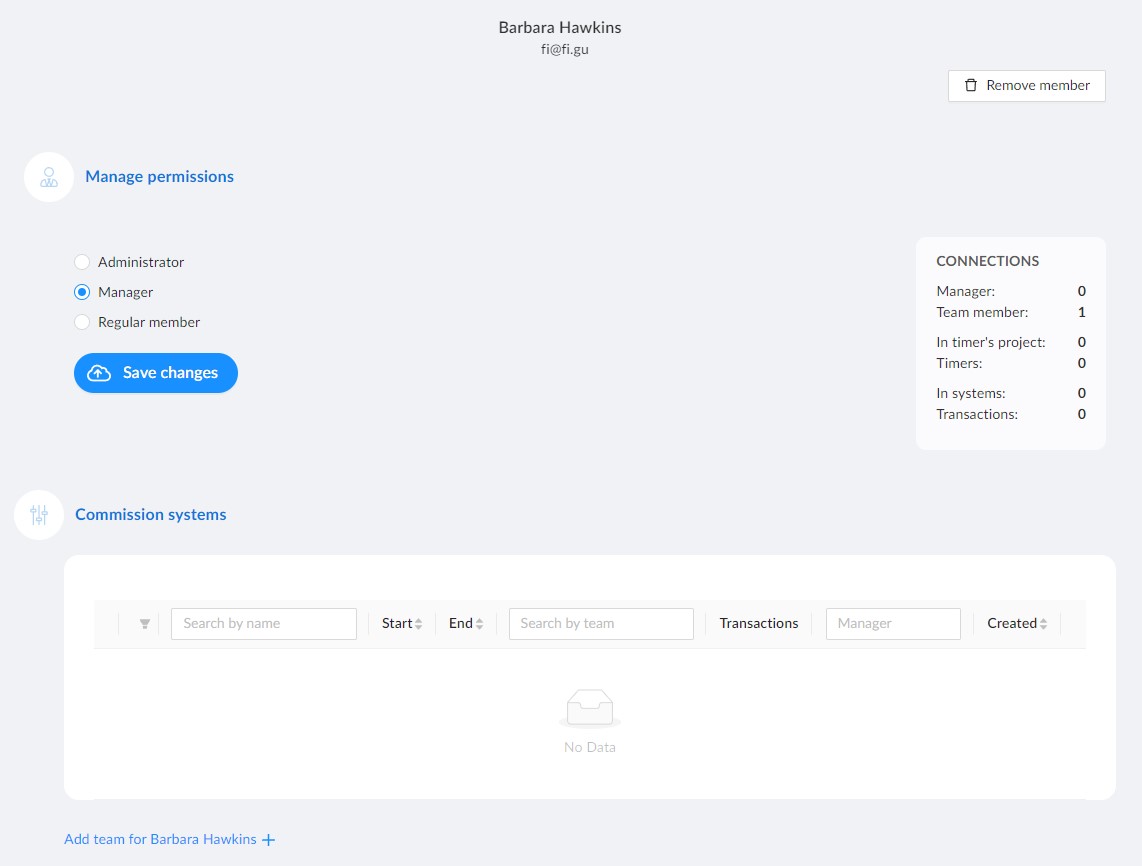 Barbara Hawkins
fi@fi.gu
Remove member
Manage permissions
Administrator
Manager
Regular member
Save changes
CONNECTIONS
Manager: 0
Team member: 1
In timer's project: 0
Timers: 0
In systems: 0
Transactions: 0
Commission systems
Search by name Start End Search by team Transactions Manager Created
No Data
Add team for Barbara Hawkins +